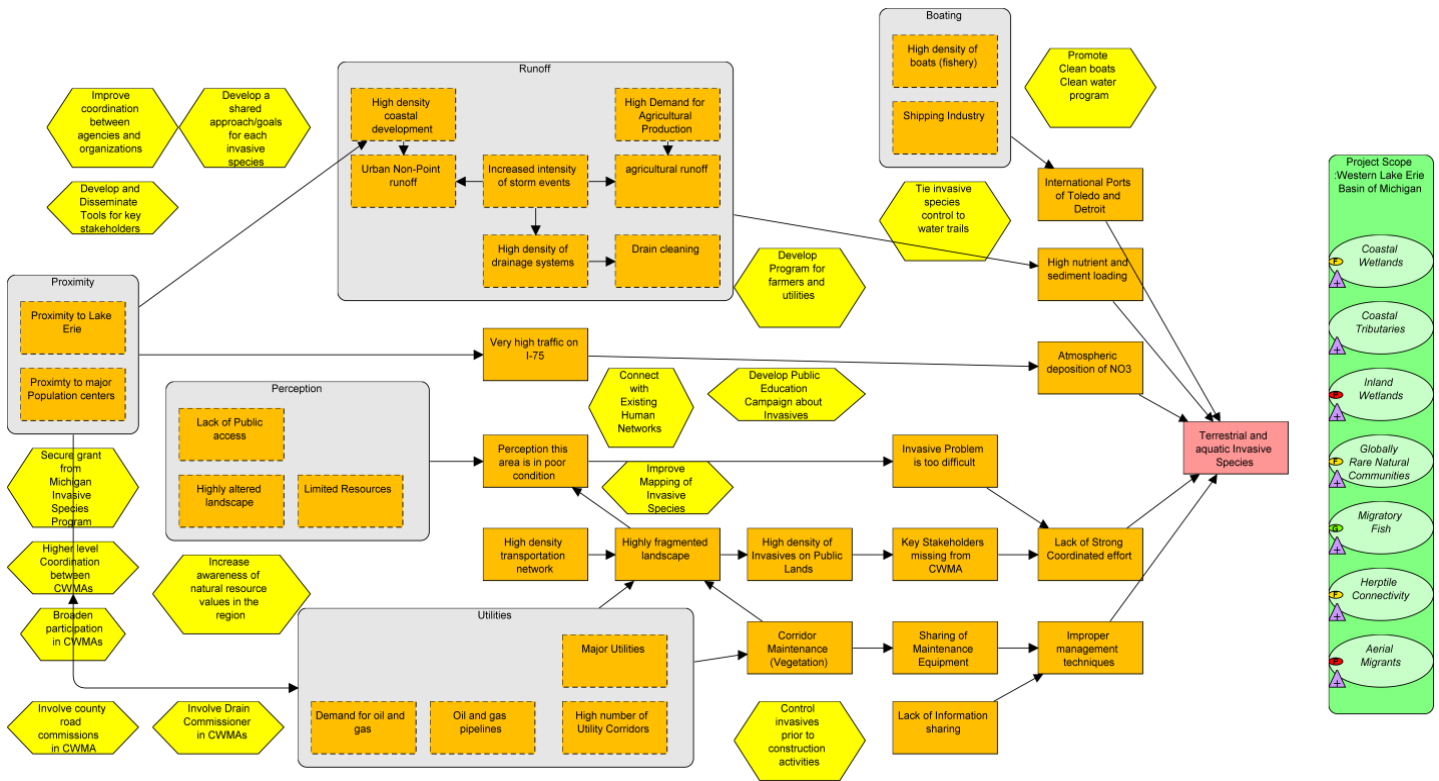 Boating
High density of
boats (fishery)
Shipping Industry
Promote
Clean boats
Clean water
program
Runoff
High density
coastal
development
High Demand for
Agricultural
Production
Urban Non-Point
runoff
Increased intensity
of storm events
agricultural runoff
High density of
drainage systems
Drain cleaning
Improve
coordination
between
agencies and
organizations
Develop a
shared
approach/goals
for each
invasive
species
Develop and
Disseminate
Tools for key
stakeholders
International Ports
of Toledo and
Detroit
Tie invasive
species
control to
water trails
High nutrient and
sediment loading
Develop
Program for
farmers and
utilities
Proximity
Proximity to Lake
Erie
Proximty to major
Population centers
Very high traffic on
I-75
Atmospheric
deposition of NO3
Connect
with
Existing
Human
Networks
Develop Public
Education
Campaign about
Invasives
Perception
Lack of Public
access
Highly altered
landscape
Limited Resources
Perception this
area is in poor
condition
Invasive Problem
is too difficult
Improve
Mapping of
Invasive
Species
Terrestrial and
aquatic Invasive
Species
Secure grant
from
Michigan
Invasive
Species
Program
Higher level
Coordination
between
CWMAs
Broaden
participation
in CWMAs
Increase
awareness of
natural resource
values in the
region
High density
transportation
network
Highly fragmented
landscape
High density of
Invasives on Public
Lands
Key Stakeholders
missing from
CWMA
Lack of Strong
Coordinated effort
Utilities
Major Utilities
Demand for oil and
gas
Oil and gas
pipelines
High number of
Utility Corridors
Corridor
Maintenance
(Vegetation)
Sharing of
Maintenance
Equipment
Improper
management
techniques
Lack of Information
sharing
Control
invasives
prior to
construction
activities
Involve county
road
commissions
in CWMA
Involve Drain
Commissioner
in CWMAs
Project Scope
:Western Lake Erie
Basin of Michigan
Coastal
Wetlands
F
Coastal
Tributaries
Inland
Wetlands
P
Globally
Rare Natural
Communities
F
Migratory
Fish
G
Herptile
Connectivity
F
Aerial
Migrants
P